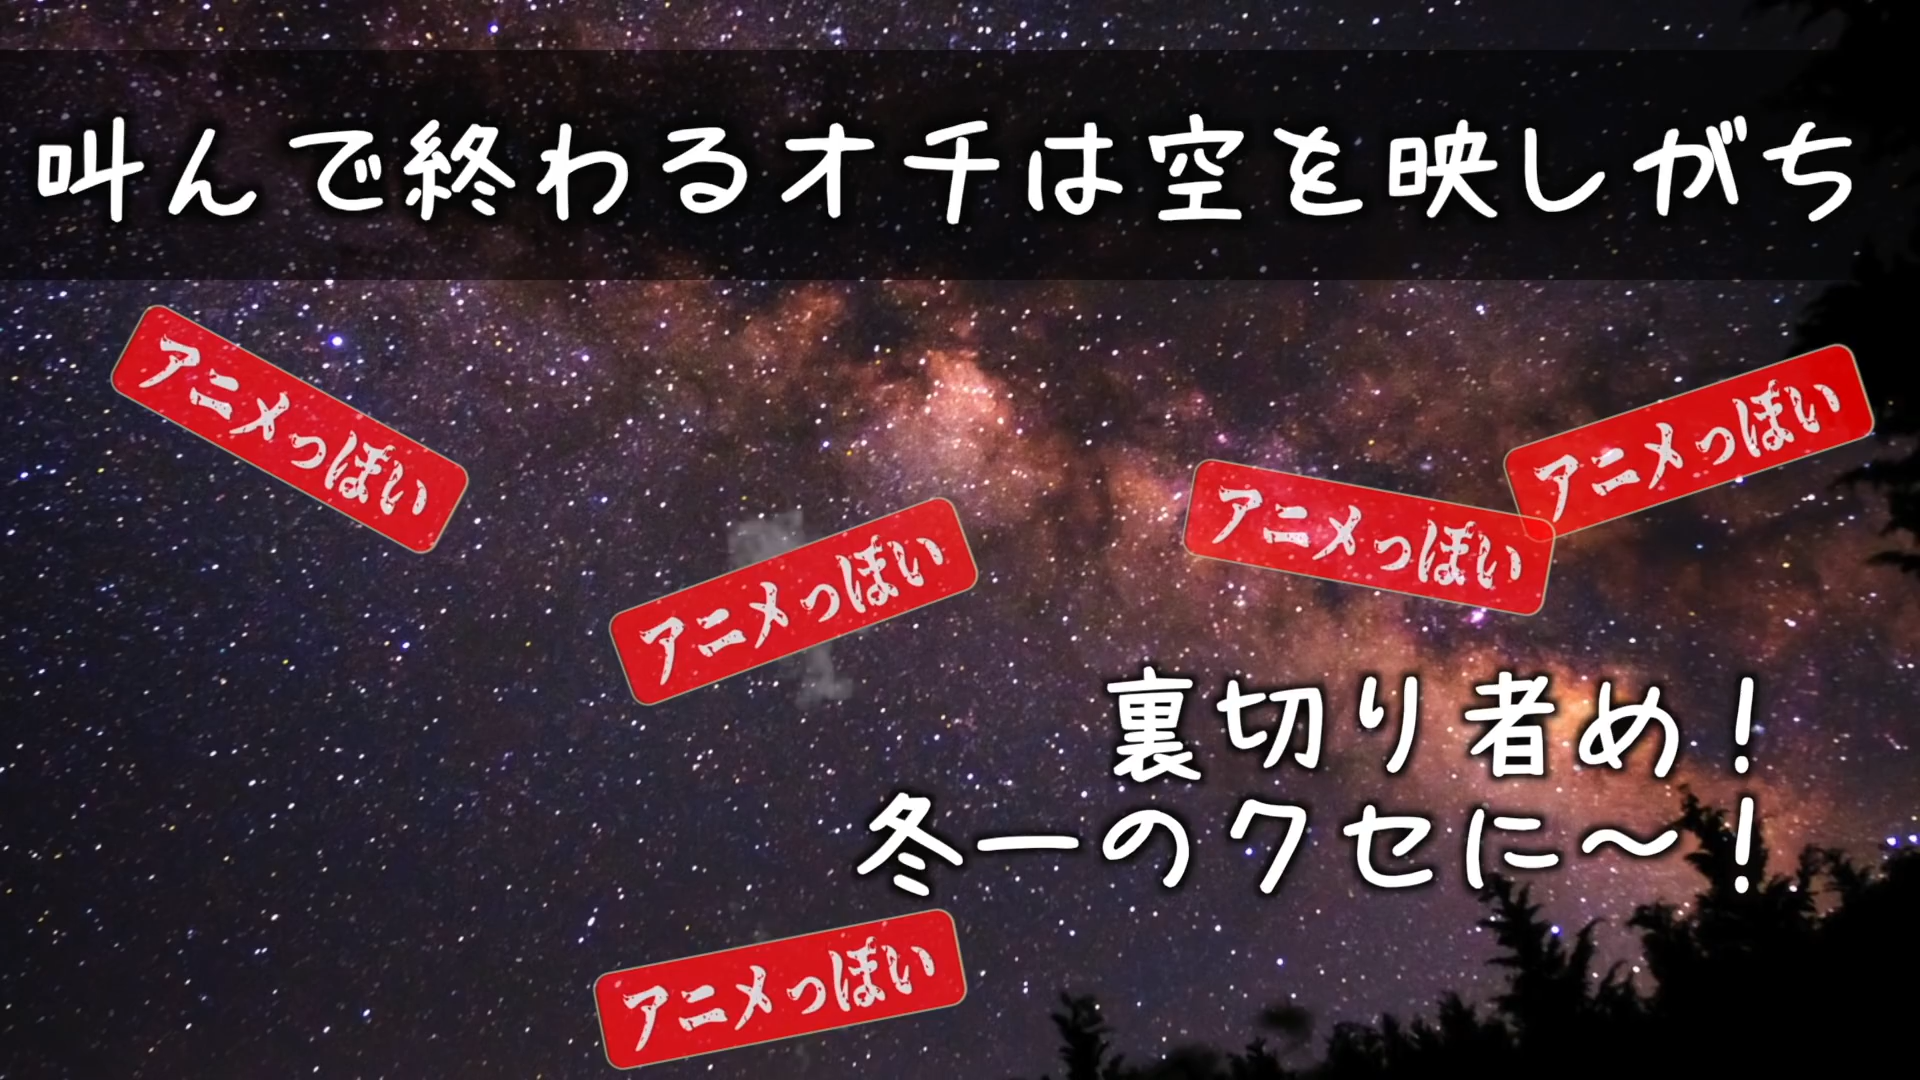 叫んで終わるオチは空を映しがち
アニメっぽい
アニメっぽい
アニメっぽい
アニメっぽい
裏切り者め！
冬一のクセに〜！
アニメっぽい